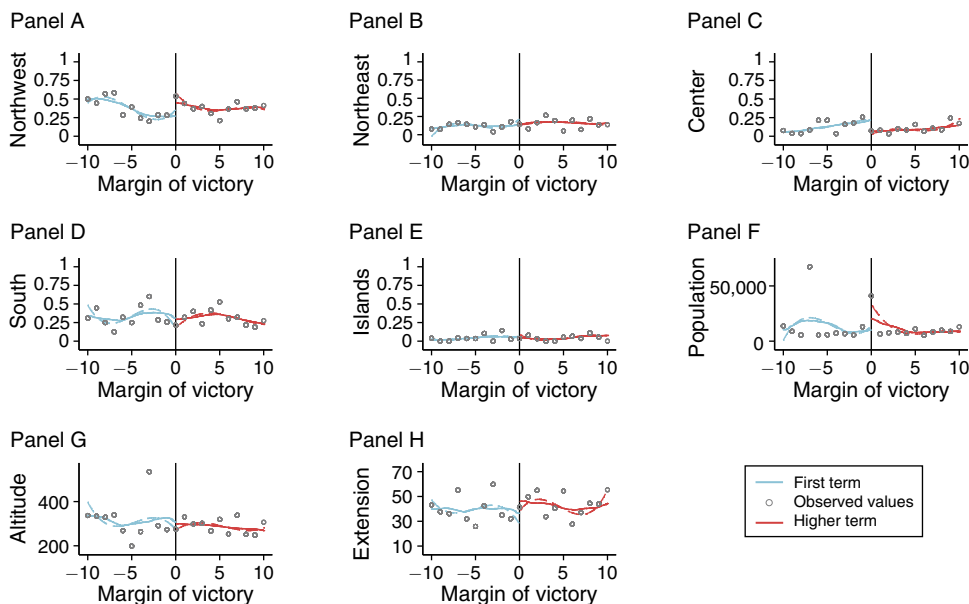 Panel A
Panel B
Panel C
1
0.75
0.5
0.25
0
Northwest
−10 −5 0 5 10
Margin of victory
1
0.75
0.5
0.25
0
Northeast
−10 −5 0 5 10
Margin of victory
1
0.75
0.5
0.25
0
Center
−10 −5 0 5 10
Margin of victory
Panel D
Panel E
Panel F
1
0.75
0.5
0.25
0
South
−10 −5 0 5 10
Margin of victory
1
0.75
0.5
0.25
0
Islands
−10 −5 0 5 10
Margin of victory
50,000
0
Population
−10 −5 0 5 10
Margin of victory
Panel G
Panel H
400
200
Altitude
−10 −5 0 5 10
Margin of victory
70
50
30
10
Extension
−10 −5 0 5 10
Margin of victory
First term
Observed values
Higher term